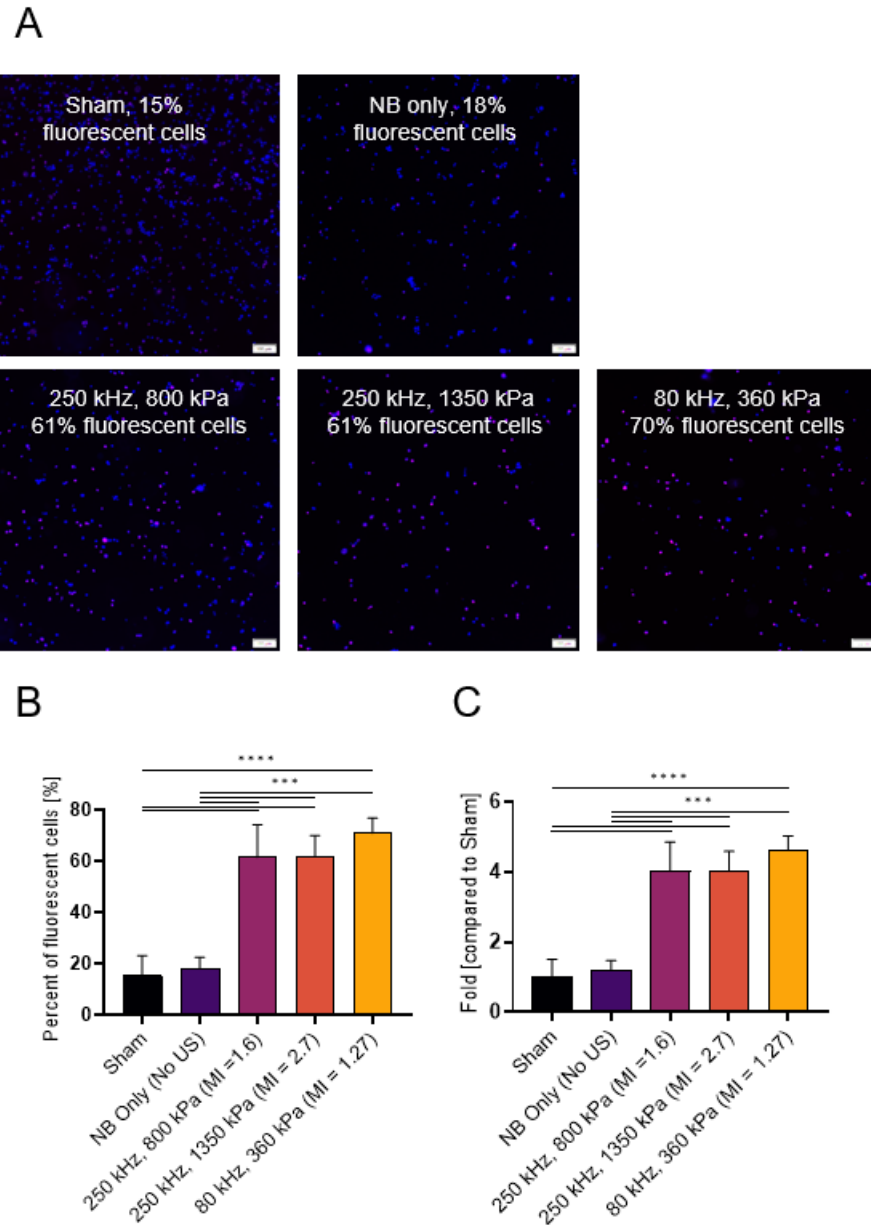 A
Sham, 15%
fluorescent cells
NB only, 18%
fluorescent cells
250 kHz, 800 kPa
61% fluorescent cells
250 kHz, 1350 kPa
61% fluorescent cells
80 kHz, 360 kPa
70% fluorescent cells
B
Percent of fluorescent cells [%]
80
60
40
20
0
****
***
Sham
NB Only (No US)
250 kHz, 800 kPa (MI =1.6)
250 kHz, 1350 kPa (MI = 2.7)
80 kHz, 360 kPa (MI = 1.27)
C
Fold [compared to Sham]
6
4
2
0
****
***
Sham
NB Only (No US)
250 kHz, 800 kPa (MI =1.6)
250 kHz, 1350 kPa (MI = 2.7)
80 kHz, 360 kPa (MI = 1.27)